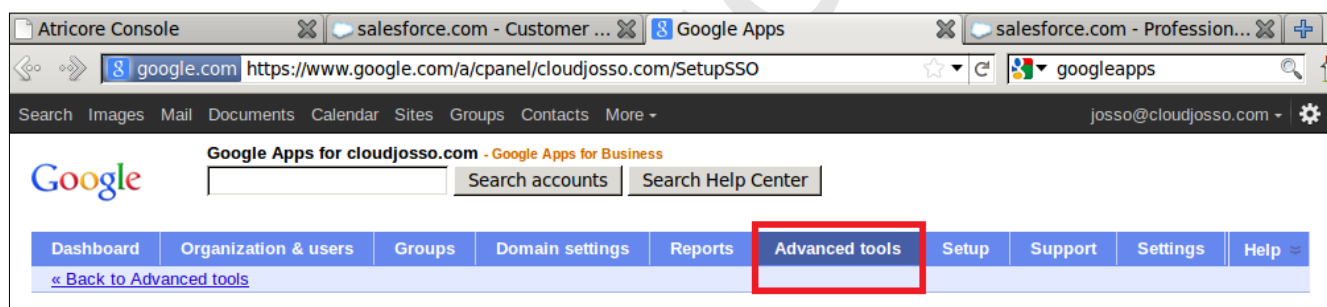 Atricore Console salesforce.com - Customer ... Google Apps salesforce.com - Profession...
google.com https://www.google.com/a/cpanel/cloudjosso.com/SetupSSO googleapps
Search Images Mail Documents Calendar Sites Groups Contacts More josso@cloudjosso.com
Google Apps for cloudjosso.com - Google Apps for Business
Google Search accounts Search Help Center
Dashboard Organization & users Groups Domain settings Reports Advanced tools Setup Support Settings Help
« Back to Advanced tools